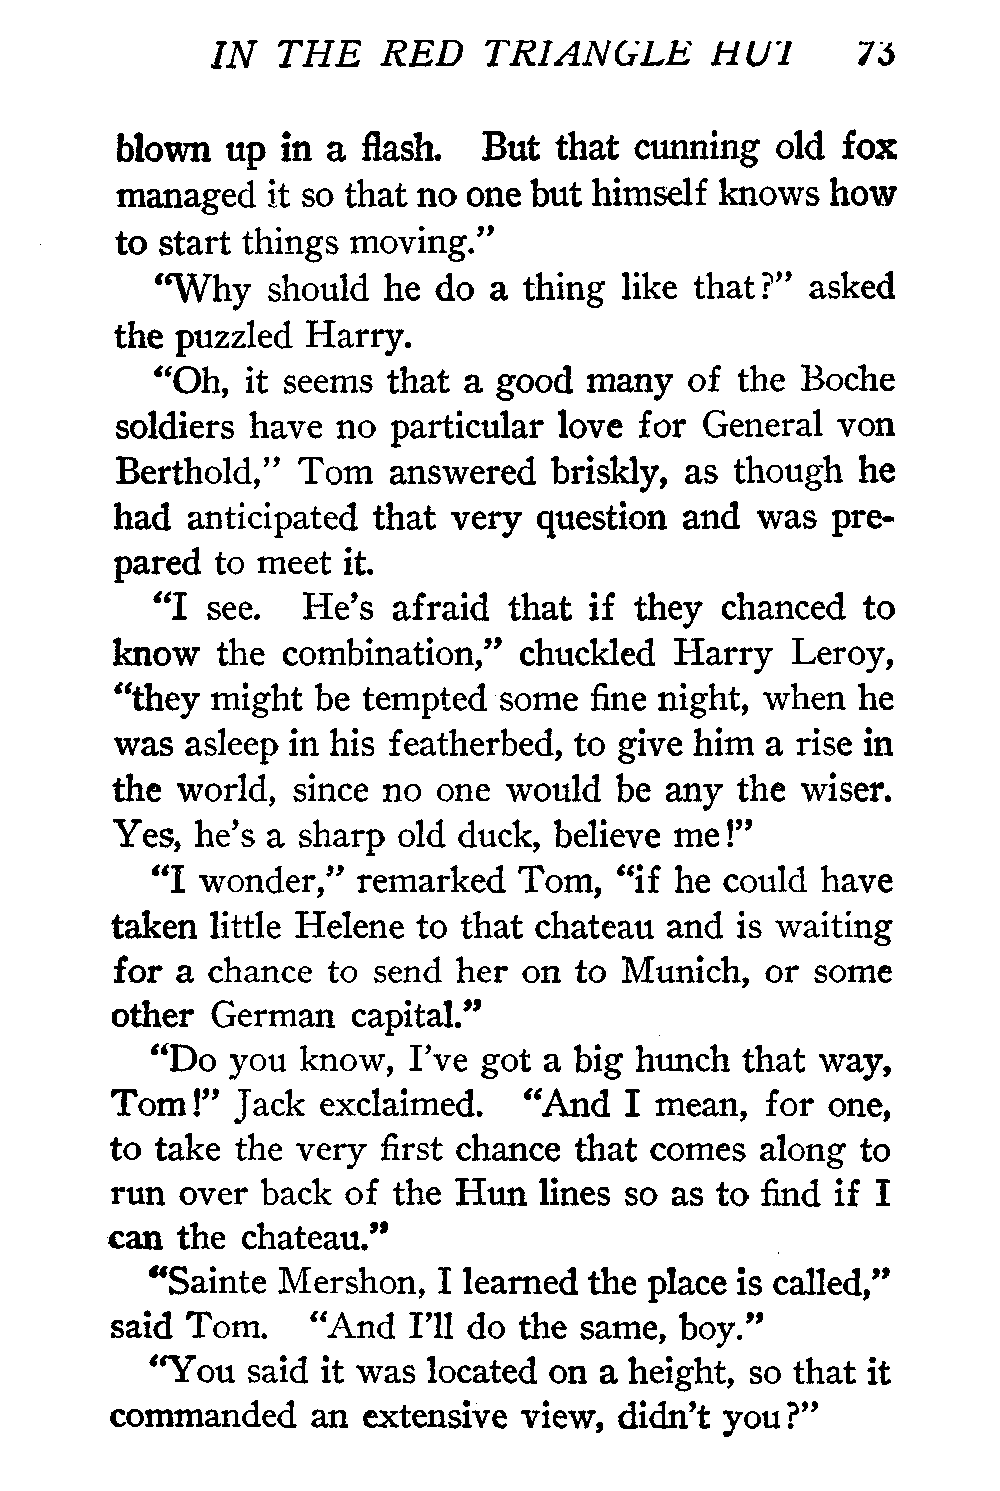 IN THE RED TRIANGLE HUT 73
blown up in a flash. But that cunning old fox
managed it so that no one but himself knows how
to start things moving.”
“Why should he do a thing like that?” asked
the puzzled Harry.
“Oh, it seems that a good many of the Boche
soldiers have no particular love for General von
Berthold,” Tom answered briskly, as though he
had anticipated that very question and was pre-
pared to meet it.
“I see. He’s afraid that if they chanced to
know the combination,” chuckled Harry Leroy,
“they might be tempted some fine night, when he
was asleep in his featherbed, to give him a rise in
the world, since no one would be any the wiser.
Yes, he’s a sharp old duck, believe me!”
“I wonder,” remarked Tom, “if he could have
taken little Helene to that chateau and is waiting
for a chance to send her on to Munich, or some
other German capital.”
“Do you know, I’ve got a big hunch that way,
Tom!” Jack exclaimed. “And I mean, for one,
to take the very first chance that comes along to
run over back of the Hun lines so as to find if I
can the chateau.”
“Sainte Mershon, I learned the place is called,”
said Tom. “And I’ll do the same, boy.”
“You said it was located on a height, so that it
commanded an extensive view, didn’t you?”